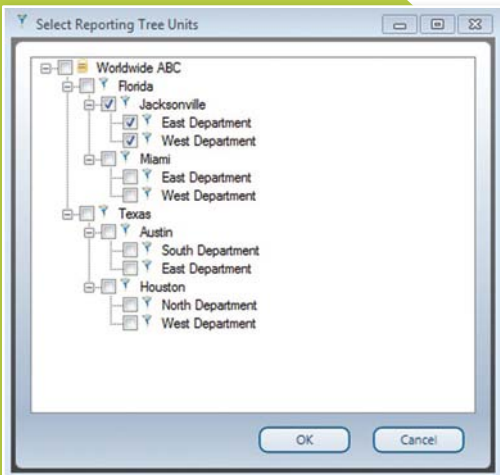 Select Reporting Tree Units
Worldwide ABC
Florida
Jacksonville
East Department
West Department
Miami
East Department
West Department
Texas
Austin
South Department
East Department
Houston
North Department
West Department
OK
Cancel